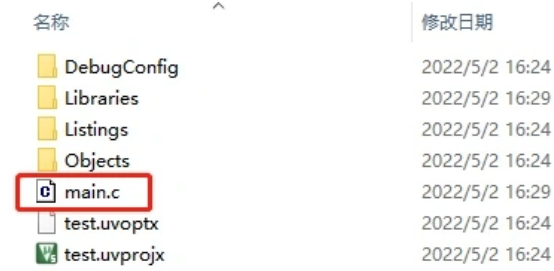 名称 修改日期
DebugConfig 2022/5/2 16:24
Libraries 2022/5/2 16:29
Listings 2022/5/2 16:24
Objects 2022/5/2 16:24
main.c 2022/5/2 16:29
test.uvoptx 2022/5/2 16:24
test.uvprojx 2022/5/2 16:24